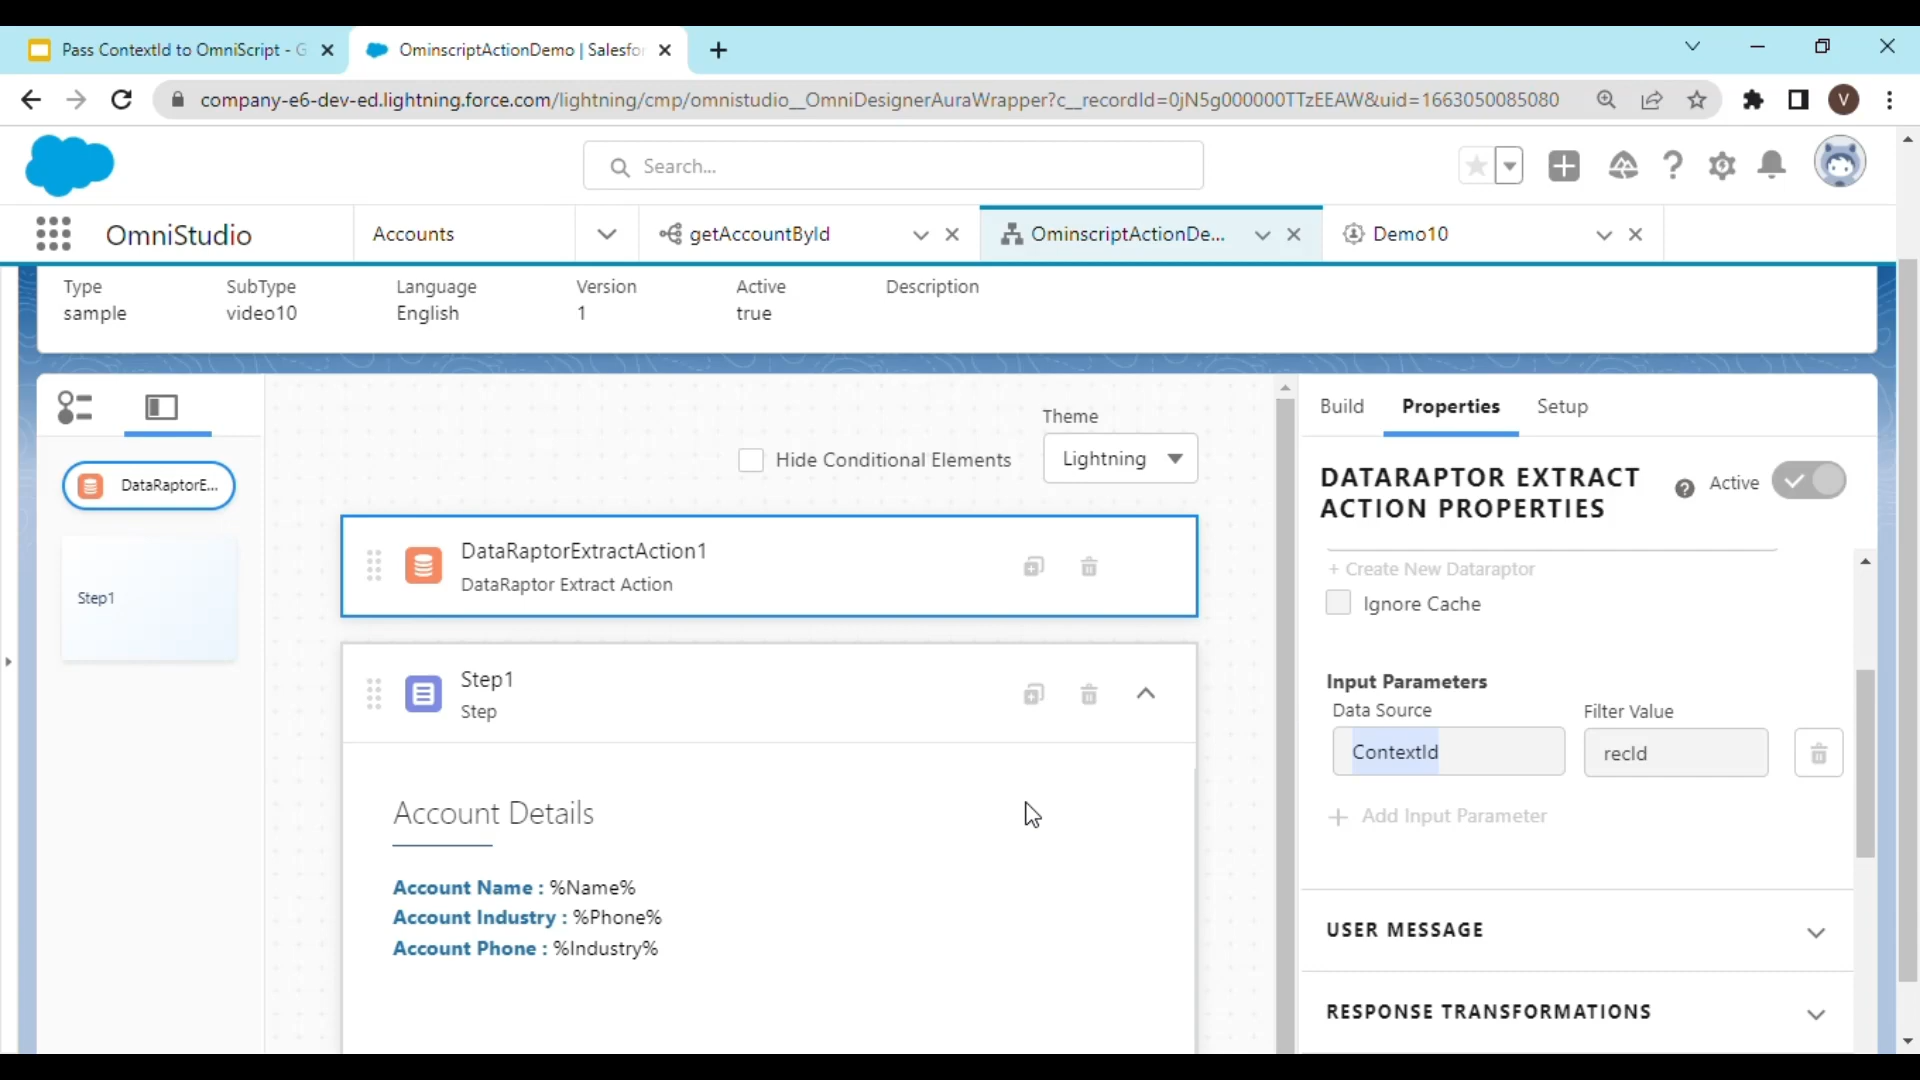 Pass ContextId to OmniScript - G
OminscriptActionDemo | Salesfor
company-e6-dev-ed.lightning.force.com/lightning/cmp/omnistudio__OmniDesignerAuraWrapper?c__recordId=0jN5g000000TTzEEAW&uid=1663050085080
V
Search...
OmniStudio
Accounts
getAccountById
OminscriptActionDe...
Demo10
Type
SubType
Language
Version
Active
Description
sample
video10
English
1
true
DataRaptorE...
Step1
Hide Conditional Elements
Theme
Lightning
DataRaptorExtractAction1
DataRaptor Extract Action
Step1
Step
Account Details
Account Name : %Name%
Account Industry : %Phone%
Account Phone : %Industry%
Build
Properties
Setup
DATARAPTOR EXTRACT
ACTION PROPERTIES
Active
+ Create New Dataraptor
Ignore Cache
Input Parameters
Data Source
Filter Value
ContextId
recId
+ Add Input Parameter
USER MESSAGE
RESPONSE TRANSFORMATIONS